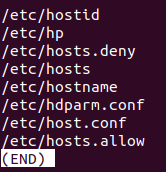 /etc/hostid
/etc/hp
/etc/hosts.deny
/etc/hosts
/etc/hostname
/etc/hdparm.conf
/etc/host.conf
/etc/hosts.allow
(END)